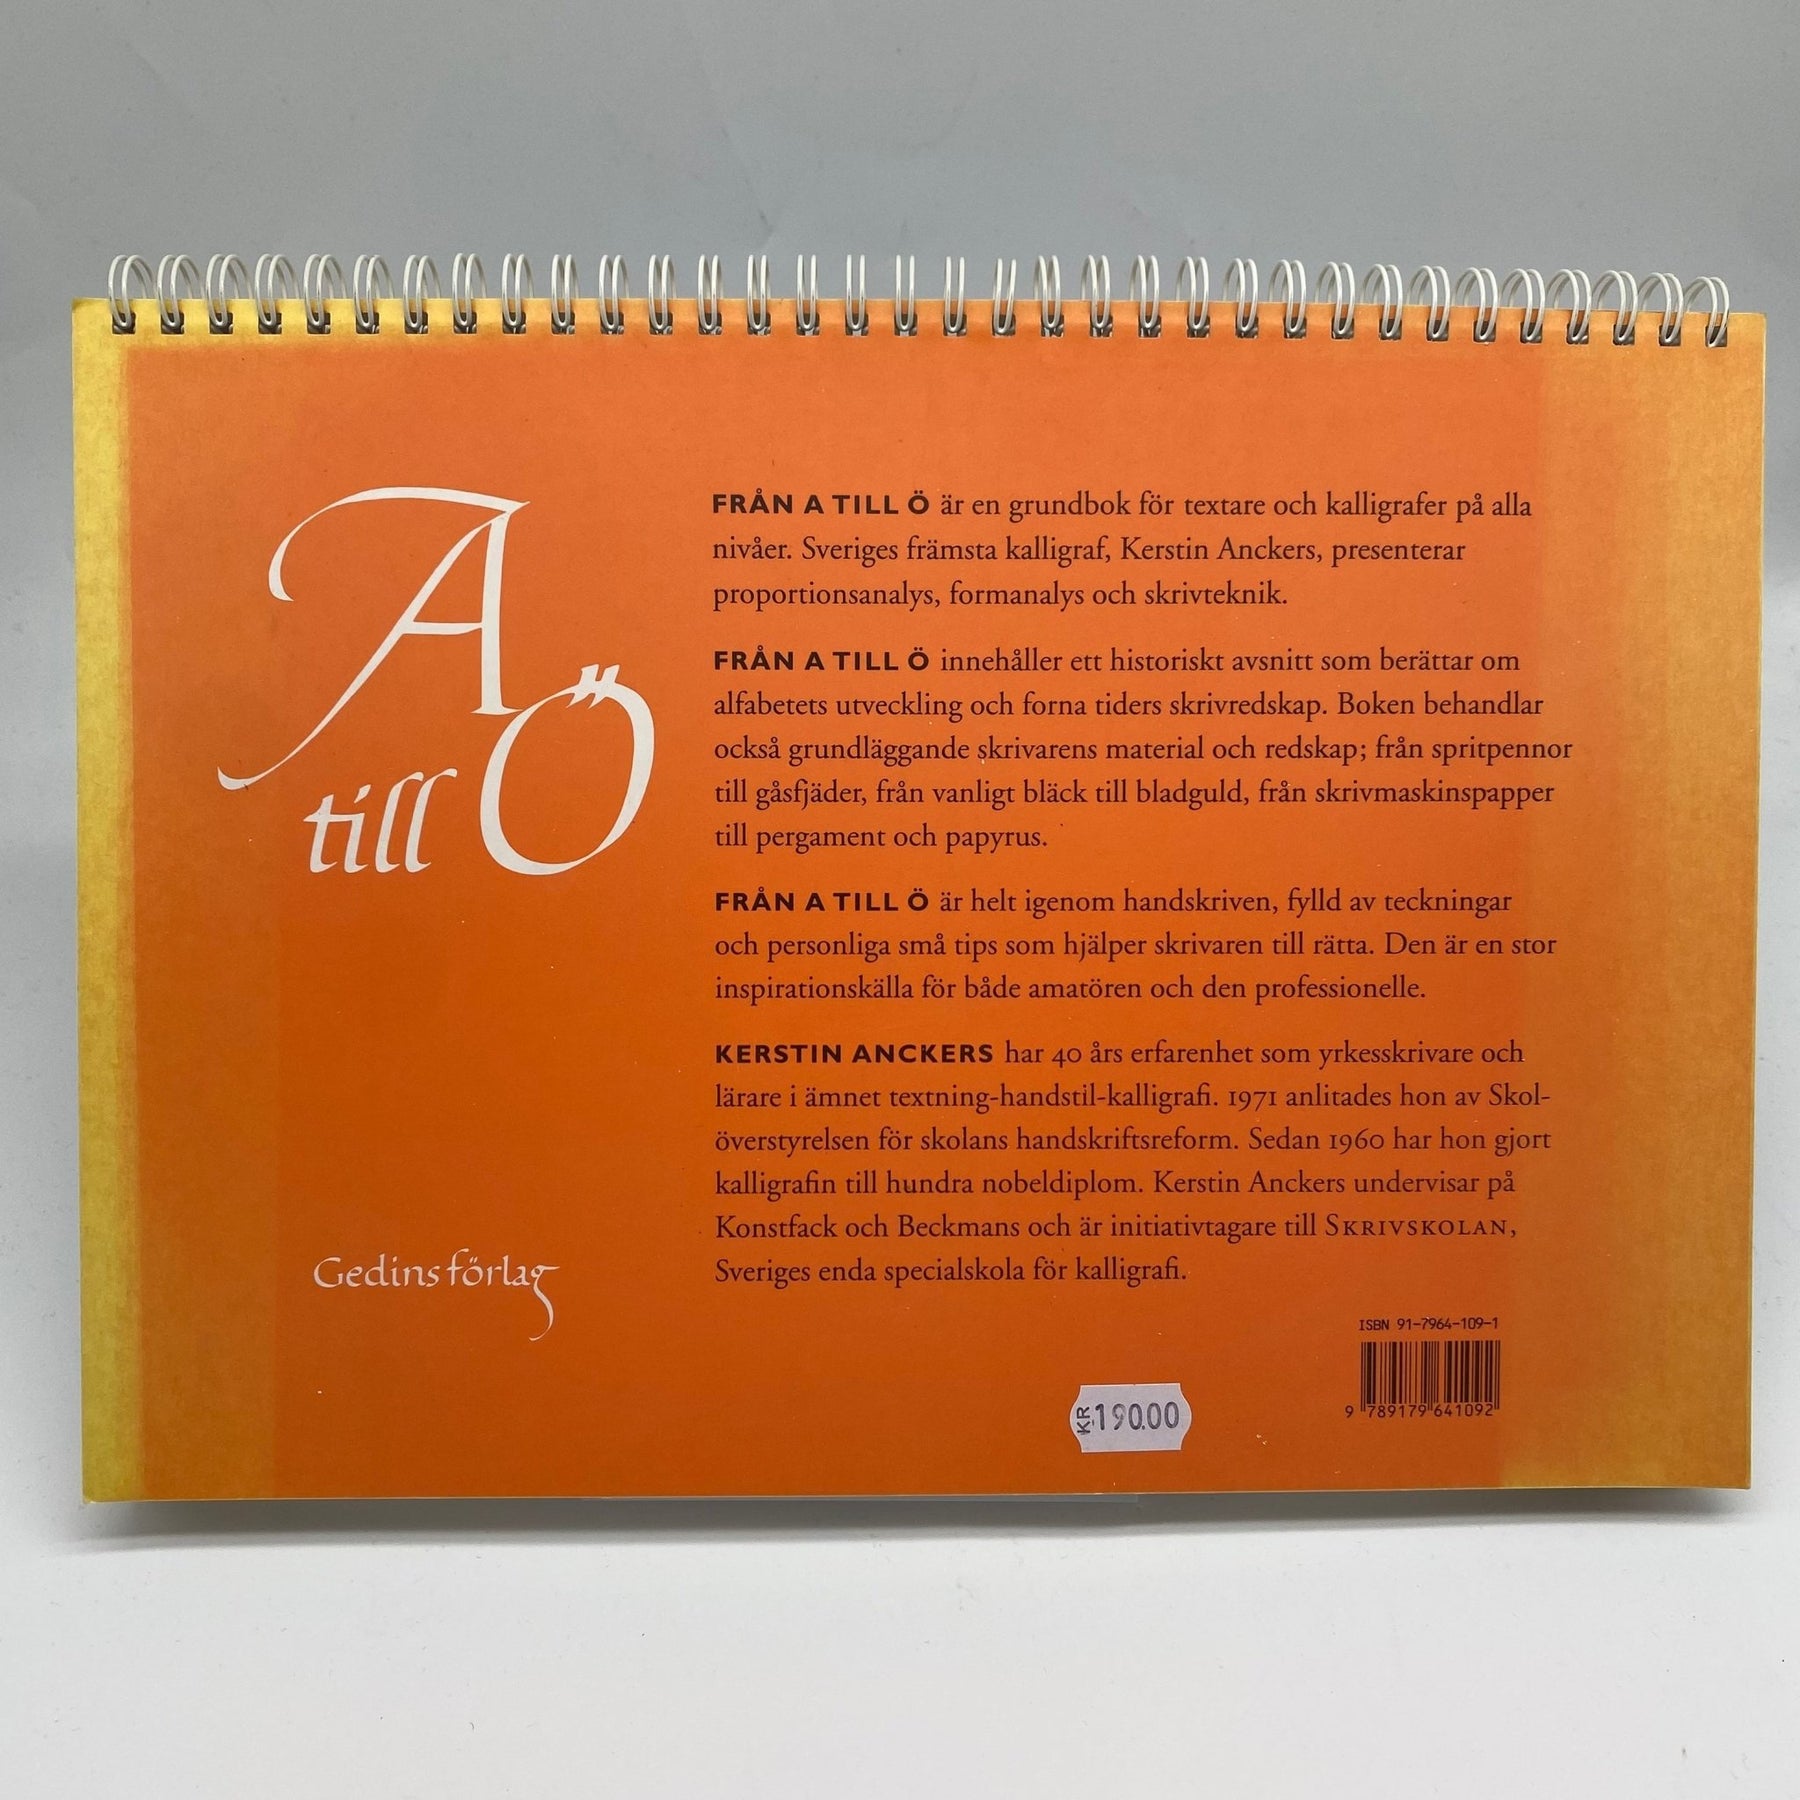 A
till Ö
FRÅN A TILL Ö är en grundbok för textare och kalligrafer på alla
nivåer. Sveriges främsta kalligraf, Kerstin Anckers, presenterar
proportionsanalys, formanalys och skrivteknik.
FRÅN A TILL Ö innehåller ett historiskt avsnitt som berättar om
alfabetets utveckling och forna tiders skrivredskap. Boken behandlar
också grundläggande skrivarens material och redskap; från spritpennor
till gåsfjäder, från vanligt bläck till bladguld, från skrivmaskinspapper
till pergament och papyrus.
FRÅN A TILL Ö är helt igenom handskriven, fylld av teckningar
och personliga små tips som hjälper skrivaren till rätta. Den är en stor
inspirationskälla för både amatören och den professionelle.
KERSTIN ANCKERS har 40 års erfarenhet som yrkesskrivare och
lärare i ämnet textning-handstil-kalligrafi. 1971 anlitades hon av Skol-
överstyrelsen för skolans handskriftsreform. Sedan 1960 har hon gjort
kalligrafin till hundra nobeldiplom. Kerstin Anckers undervisar på
Konstfack och Beckmans och är initiativtagare till SKRIVSKOLAN,
Sveriges enda specialskola för kalligrafi.
Gedins förlag
ISBN 91-7964-109-1
9 789179 641092
KR 190.00